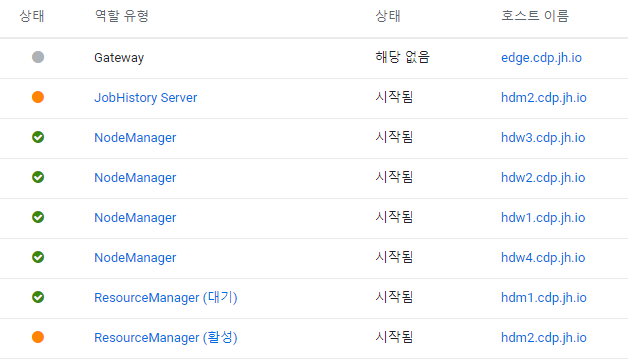 상태 역할 유형 상태 호스트 이름
Gateway 해당 없음 edge.cdp.jh.io
JobHistory Server 시작됨 hdm2.cdp.jh.io
NodeManager 시작됨 hdw3.cdp.jh.io
NodeManager 시작됨 hdw2.cdp.jh.io
NodeManager 시작됨 hdw1.cdp.jh.io
NodeManager 시작됨 hdw4.cdp.jh.io
ResourceManager (대기) 시작됨 hdm1.cdp.jh.io
ResourceManager (활성) 시작됨 hdm2.cdp.jh.io